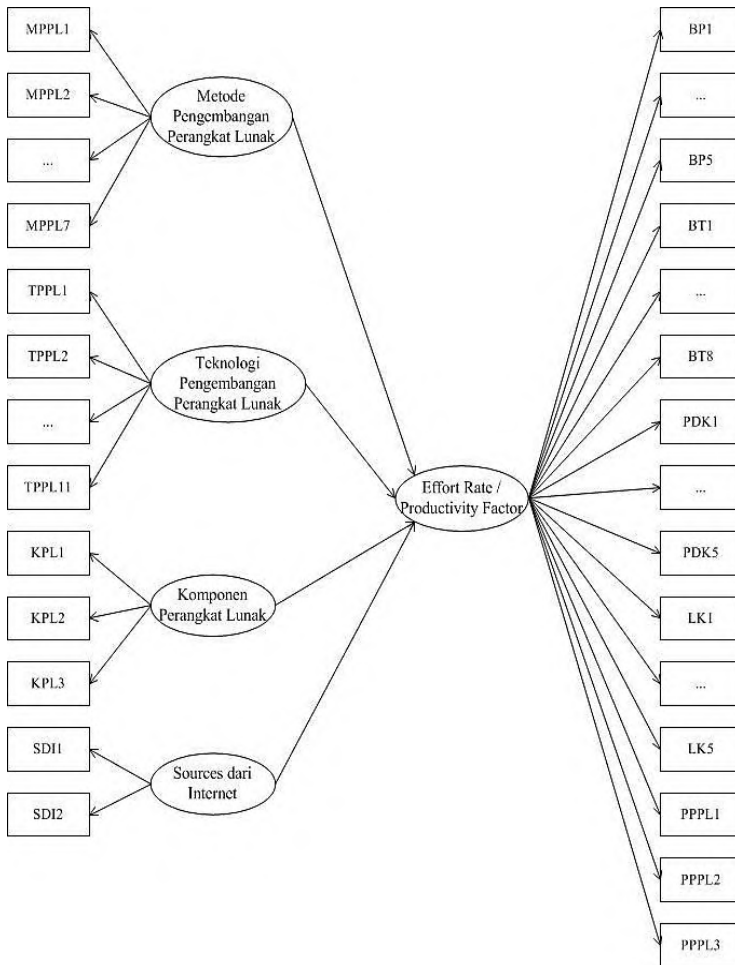 MPPL1
MPPL2
...
MPPL7
TPPL1
TPPL2
...
TPPL11
KPL1
KPL2
KPL3
SDI1
SDI2
Metode
Pengembangan
Perangkat Lunak
Teknologi
Pengembangan
Perangkat Lunak
Komponen
Perangkat Lunak
Sources dari
Internet
Effort Rate /
Productivity Factor
BP1
...
BP5
BT1
...
BT8
PDK1
...
PDK5
LK1
...
LK5
PPPL1
PPPL2
PPPL3